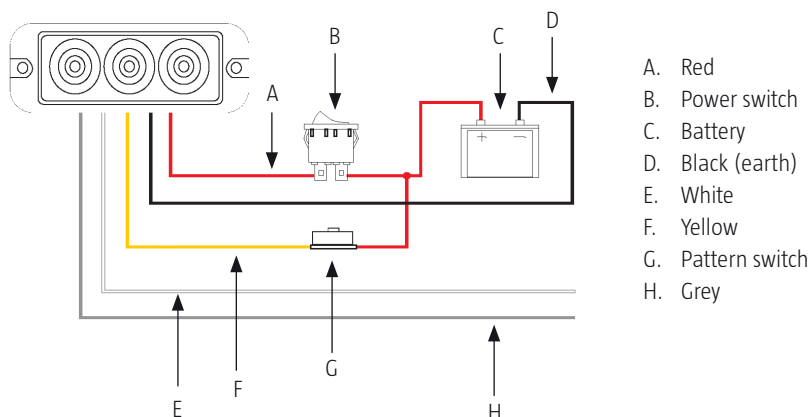 D
B
C
A
+ −
G
F
E
H
A. Red
B. Power switch
C. Battery
D. Black (earth)
E. White
F. Yellow
G. Pattern switch
H. Grey